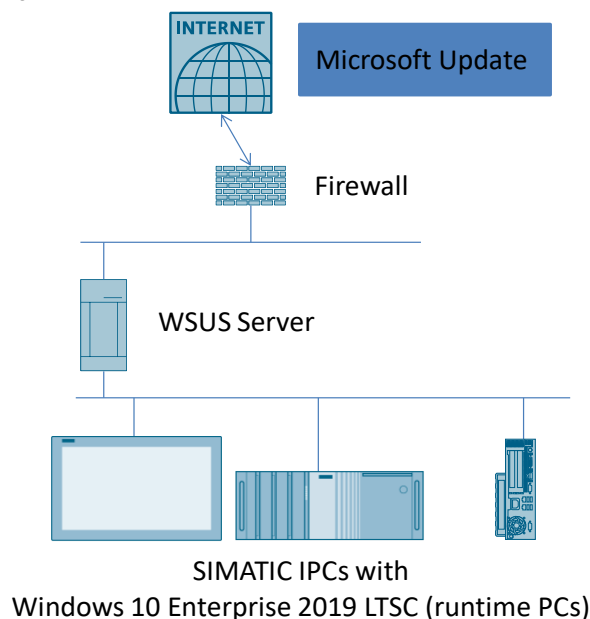 INTERNET
Microsoft Update
Firewall
WSUS Server
SIMATIC IPCs with
Windows 10 Enterprise 2019 LTSC (runtime PCs)